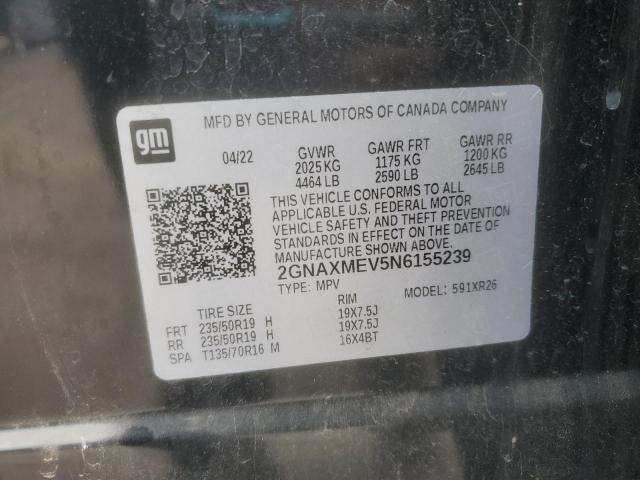 MFD BY GENERAL MOTORS OF CANADA COMPANY
gm
04/22 GVWR GAWR FRT GAWR RR
2025 KG 1175 KG 1200 KG
4464 LB 2590 LB 2645 LB
THIS VEHICLE CONFORMS TO ALL
APPLICABLE U.S. FEDERAL MOTOR
VEHICLE SAFETY AND THEFT PREVENTION
STANDARDS IN EFFECT ON THE DATE OF
MANUFACTURE SHOWN ABOVE.
2GNAXMEV5N6155239
TYPE: MPV MODEL: 591XR26
TIRE SIZE RIM
FRT 235/50R19 H 19X7.5J
RR 235/50R19 H 19X7.5J
SPA T135/70R16 M 16X4BT